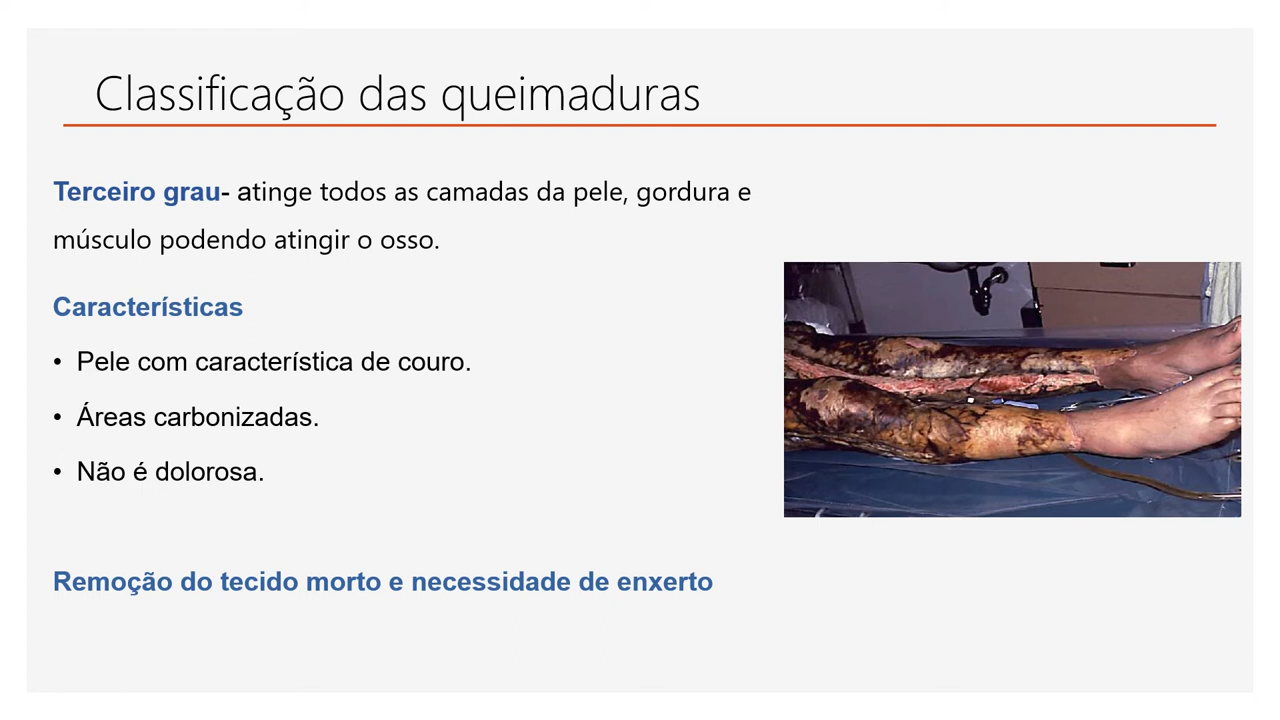 Classificação das queimaduras
Terceiro grau- atinge todos as camadas da pele, gordura e
músculo podendo atingir o osso.
Características
• Pele com característica de couro.
• Áreas carbonizadas.
• Não é dolorosa.
Remoção do tecido morto e necessidade de enxerto